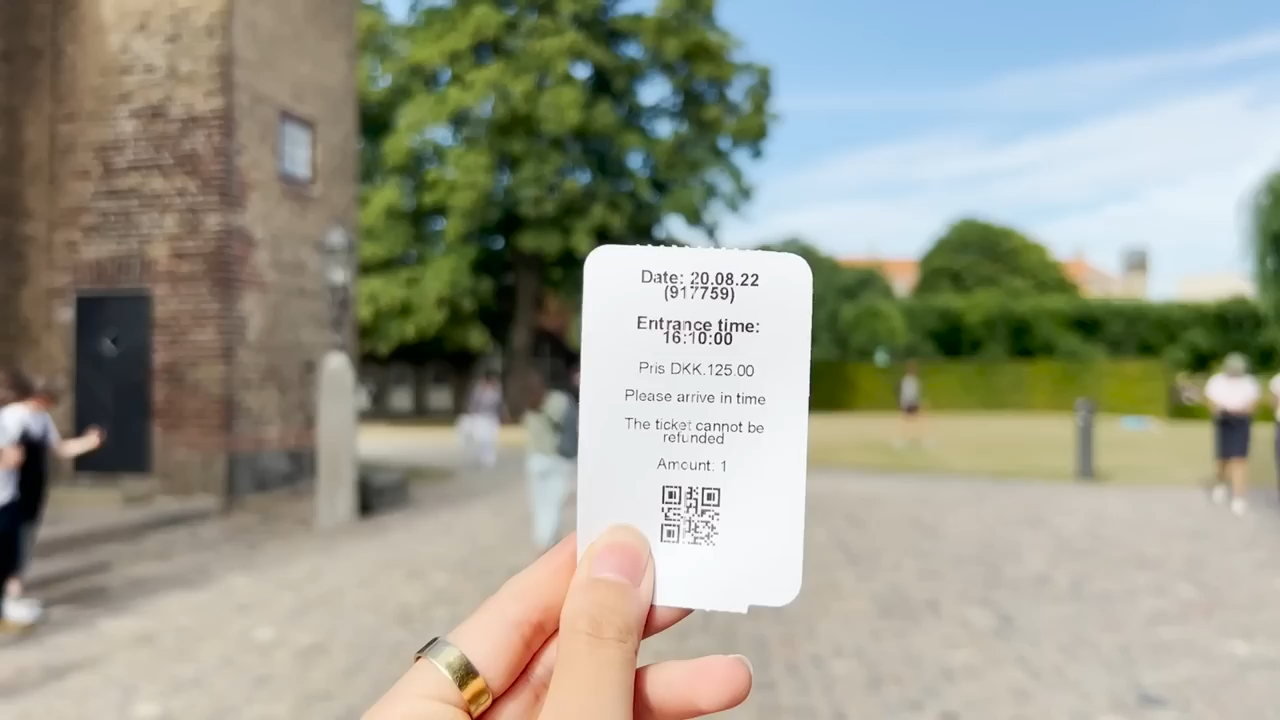 Date: 20.08.22
(917759)
Entrance time:
16:10:00
Pris DKK.125.00
Please arrive in time
The ticket cannot be
refunded
Amount: 1